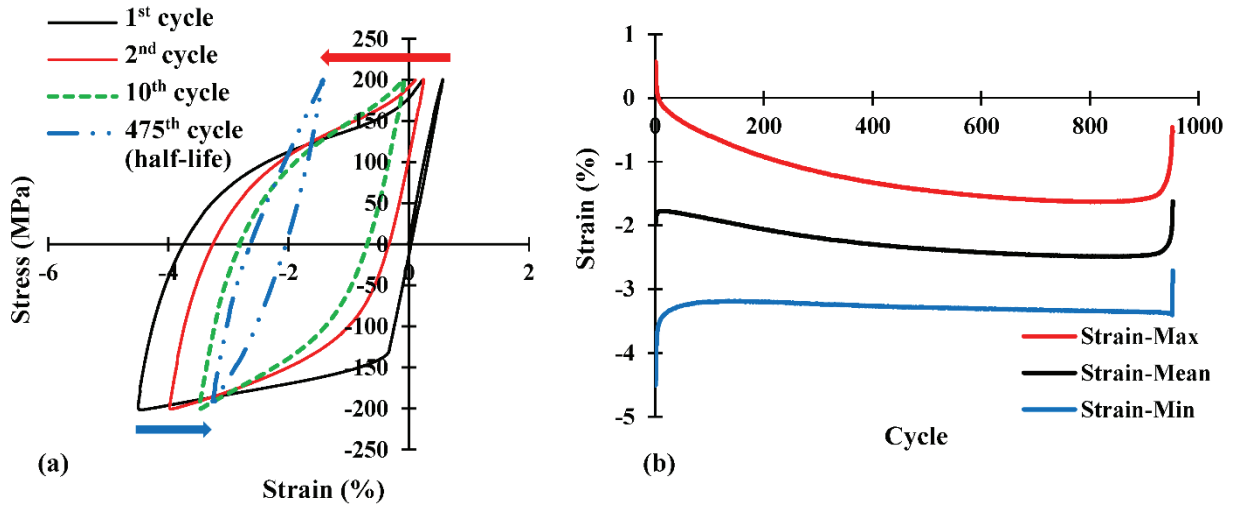 1st cycle
2nd cycle
10th cycle
475th cycle
(half-life)
250
200
150
100
50
0
-50
-100
-150
-200
-250
-6
-4
-2
0
2
Stress (MPa)
Strain (%)
(a)
1
0
-1
-2
-3
-4
-5
0
200
400
600
800
1000
Strain (%)
Strain-Max
Strain-Mean
Strain-Min
Cycle
(b)